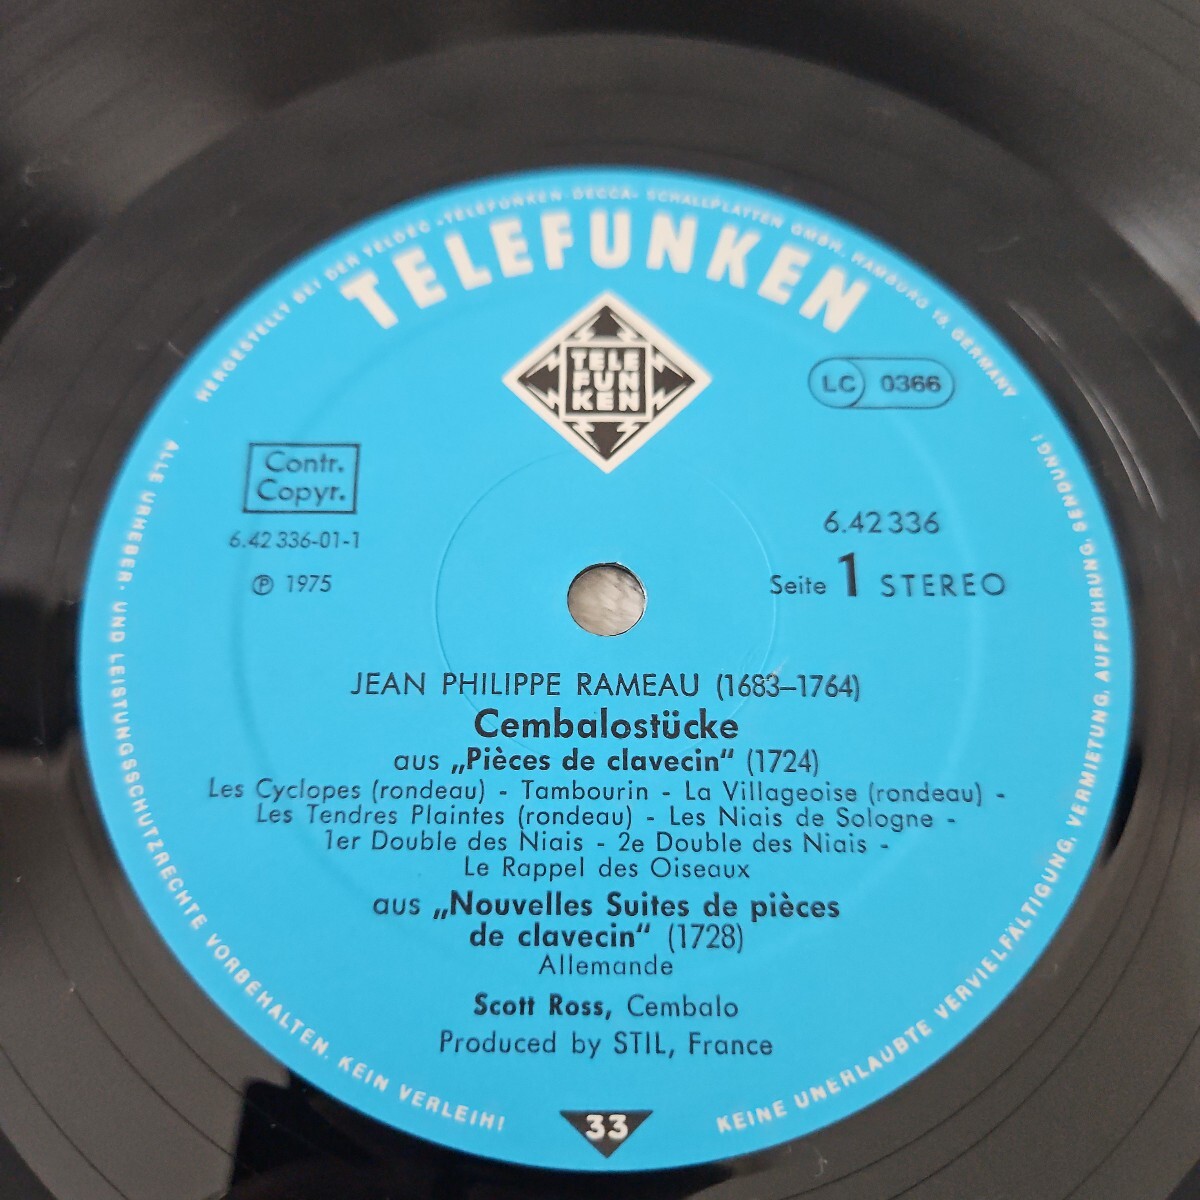 HERGESTELLT BEI DER TELDEC »TELEFUNKEN-DECCA« SCHALLPLATTEN GMBH, HAMBURG 19, GERMANY
TELEFUNKEN
TELE
FUN
KEN
LC 0366
Contr.
Copyr.
6.42 336-01-1
℗ 1975
6.42 336
Seite 1 STEREO
JEAN PHILIPPE RAMEAU (1683–1764)
Cembalostücke
aus „Pièces de clavecin“ (1724)
Les Cyclopes (rondeau) - Tambourin - La Villageoise (rondeau) -
Les Tendres Plaintes (rondeau) - Les Niais de Sologne -
1er Double des Niais - 2e Double des Niais -
Le Rappel des Oiseaux
aus „Nouvelles Suites de pièces
de clavecin“ (1728)
Allemande
Scott Ross, Cembalo
Produced by STIL, France
33
ALLE URHEBER- UND LEISTUNGSSCHUTZRECHTE VORBEHALTEN. KEIN VERLEIH!
KEINE UNERLAUBTE VERVIELFÄLTIGUNG, VERMIETUNG, AUFFÜHRUNG, SENDUNG!